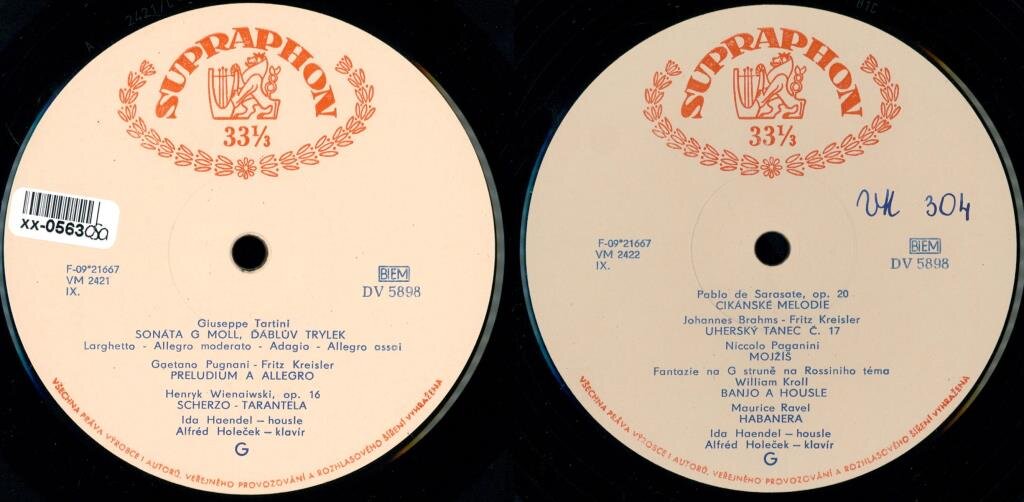 2421/C
SUPRAPHON
33⅓
xx-0563
F-09*21667
VM 2421
IX.
BIEM
DV 5898
Giuseppe Tartini
SONÁTA G MOLL, ĎÁBLŮV TRYLEK
Larghetto - Allegro moderato - Adagio - Allegro assai
Gaetano Pugnani - Fritz Kreisler
PRELUDIUM A ALLEGRO
Henryk Wienaiwski, op. 16
SCHERZO - TARANTELA
Ida Haendel – housle
Alfréd Holeček – klavír
G
VŠECHNA PRÁVA VÝROBCE I AUTORŮ, VEŘEJNÉHO PROVOZOVÁNÍ A ROZHLASOVÉHO ŠÍŘENÍ VYHRAŽENA
SUPRAPHON
33⅓
VM 304
F-09*21667
VM 2422
IX.
BIEM
DV 5898
Pablo de Sarasate, op. 20
CIKÁNSKÉ MELODIE
Johannes Brahms - Fritz Kreisler
UHERSKÝ TANEC Č. 17
Niccolo Paganini
MOJŽÍŠ
Fantazie na G struně na Rossiniho téma
William Kroll
BANJO A HOUSLE
Maurice Ravel
HABANERA
Ida Haendel – housle
Alfréd Holeček – klavír
G
VŠECHNA PRÁVA VÝROBCE I AUTORŮ, VEŘEJNÉHO PROVOZOVÁNÍ A ROZHLASOVÉHO ŠÍŘENÍ VYHRAŽENA